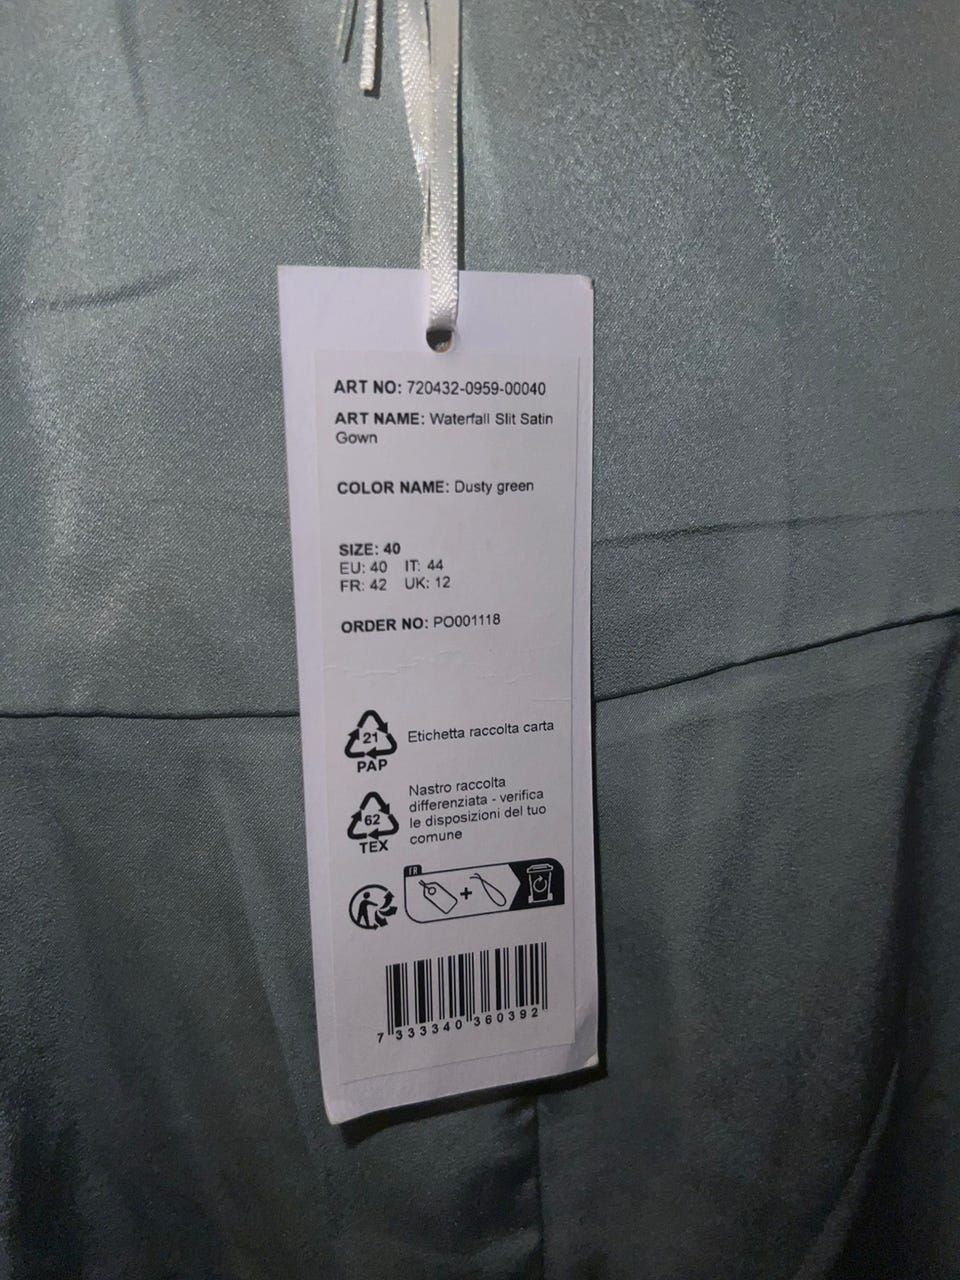 ART NO: 720432-0959-00040
ART NAME: Waterfall Slit Satin
Gown
COLOR NAME: Dusty green
SIZE: 40
EU: 40 IT: 44
FR: 42 UK: 12
ORDER NO: PO001118
21
PAP
Etichetta raccolta carta
62
TEX
Nastro raccolta
differenziata - verifica
le disposizioni del tuo
comune
FR
+
7 333340 360392